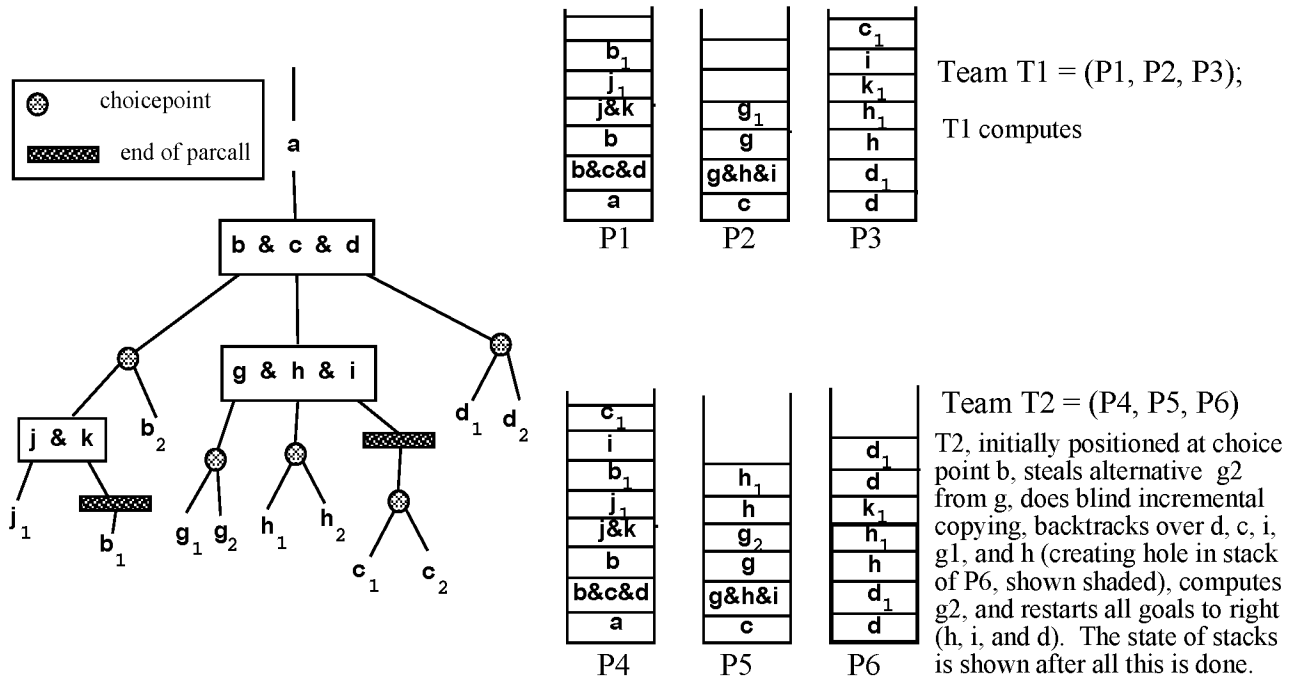 choicepoint
end of parcall
a
b & c & d
g & h & i
j & k
b2
d1
d2
j1
b1
g1
g2
h1
h2
c1
c2
b1
j1
j&k
b
b&c&d
a
P1
g1
g
g&h&i
c
P2
c1
i
k1
h1
h
d1
d
P3
Team T1 = (P1, P2, P3);
T1 computes
c1
i
b1
j1
j&k
b
b&c&d
a
P4
h1
h
g2
g
g&h&i
c
P5
d1
d
k1
h1
h
d1
d
P6
Team T2 = (P4, P5, P6)
T2, initially positioned at choice
point b, steals alternative g2
from g, does blind incremental
copying, backtracks over d, c, i,
g1, and h (creating hole in stack
of P6, shown shaded), computes
g2, and restarts all goals to right
(h, i, and d). The state of stacks
is shown after all this is done.